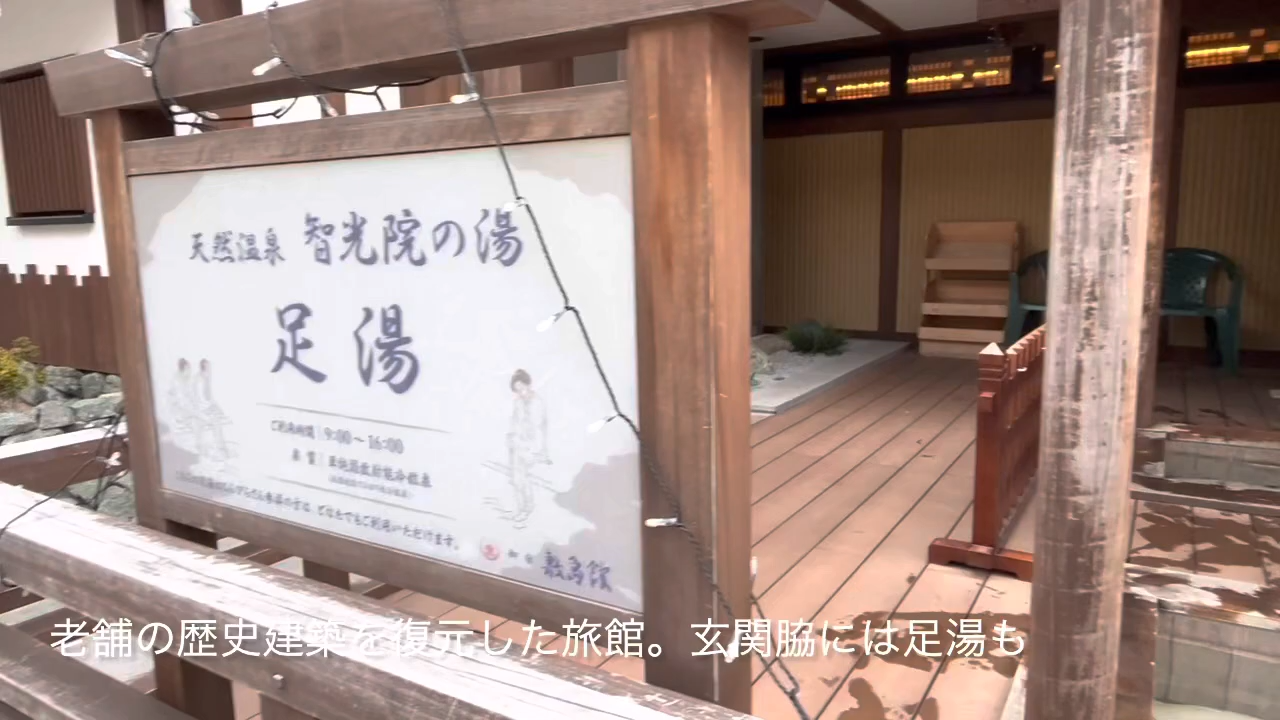 天然温泉 智光院の湯
足湯
ご利用時間 9:00～16:00
泉質
どなたでもご利用いただけます。
敷島館
老舗の歴史建築を復元した旅館。玄関脇には足湯も